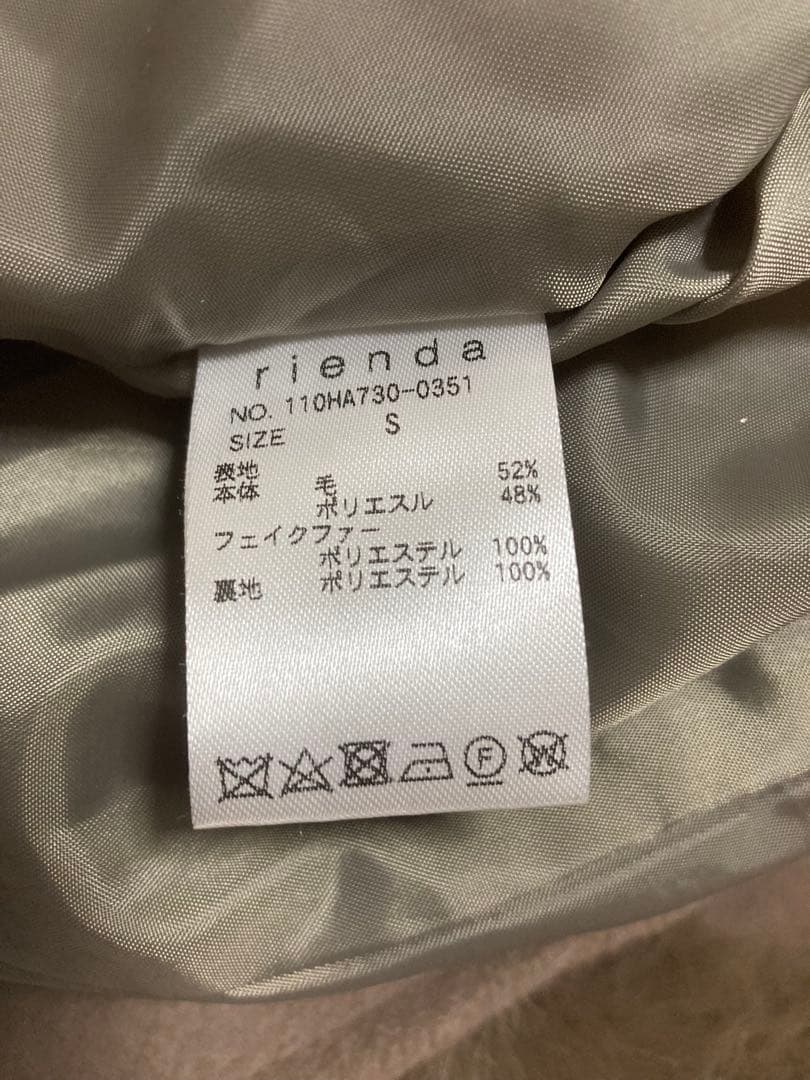 rienda
NO. 110HA730-0351
SIZE S
表地
本体 毛 52%
ポリエスル 48%
フェイクファー
ポリエステル 100%
裏地 ポリエステル 100%
F W